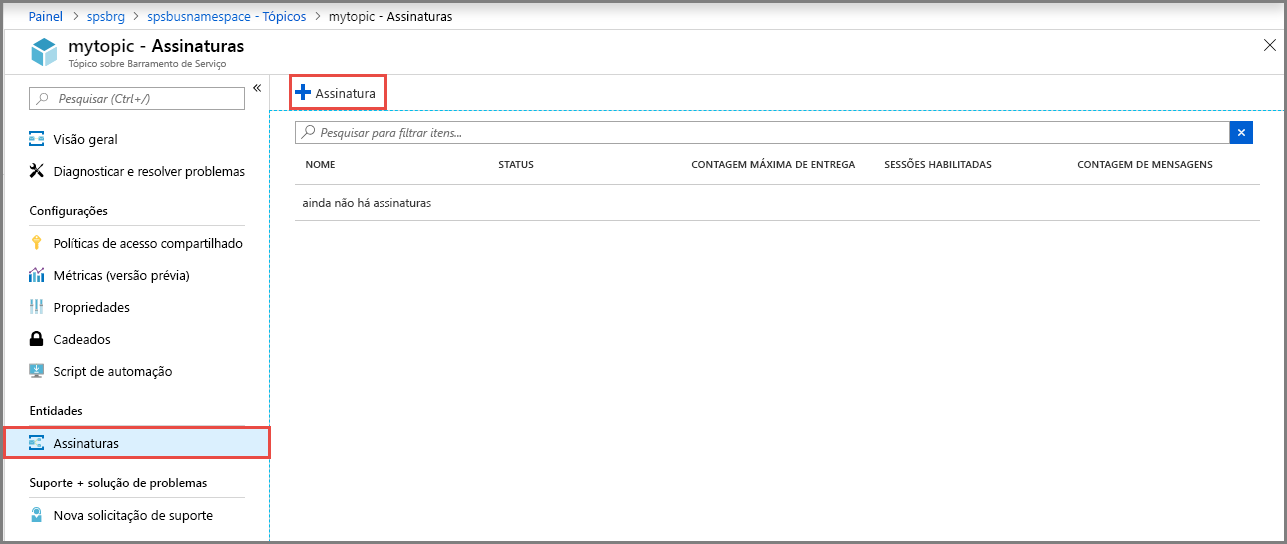 Painel > spsbrg > spsbusnamespace - Tópicos > mytopic - Assinaturas
mytopic - Assinaturas
Tópico sobre Barramento de Serviço
Pesquisar (Ctrl+/)
Visão geral
Diagnosticar e resolver problemas
Configurações
Políticas de acesso compartilhado
Métricas (versão prévia)
Propriedades
Cadeados
Script de automação
Entidades
Assinaturas
Suporte + solução de problemas
Nova solicitação de suporte
Assinatura
Pesquisar para filtrar itens...
NOME STATUS CONTAGEM MÁXIMA DE ENTREGA SESSÕES HABILITADAS CONTAGEM DE MENSAGENS
ainda não há assinaturas